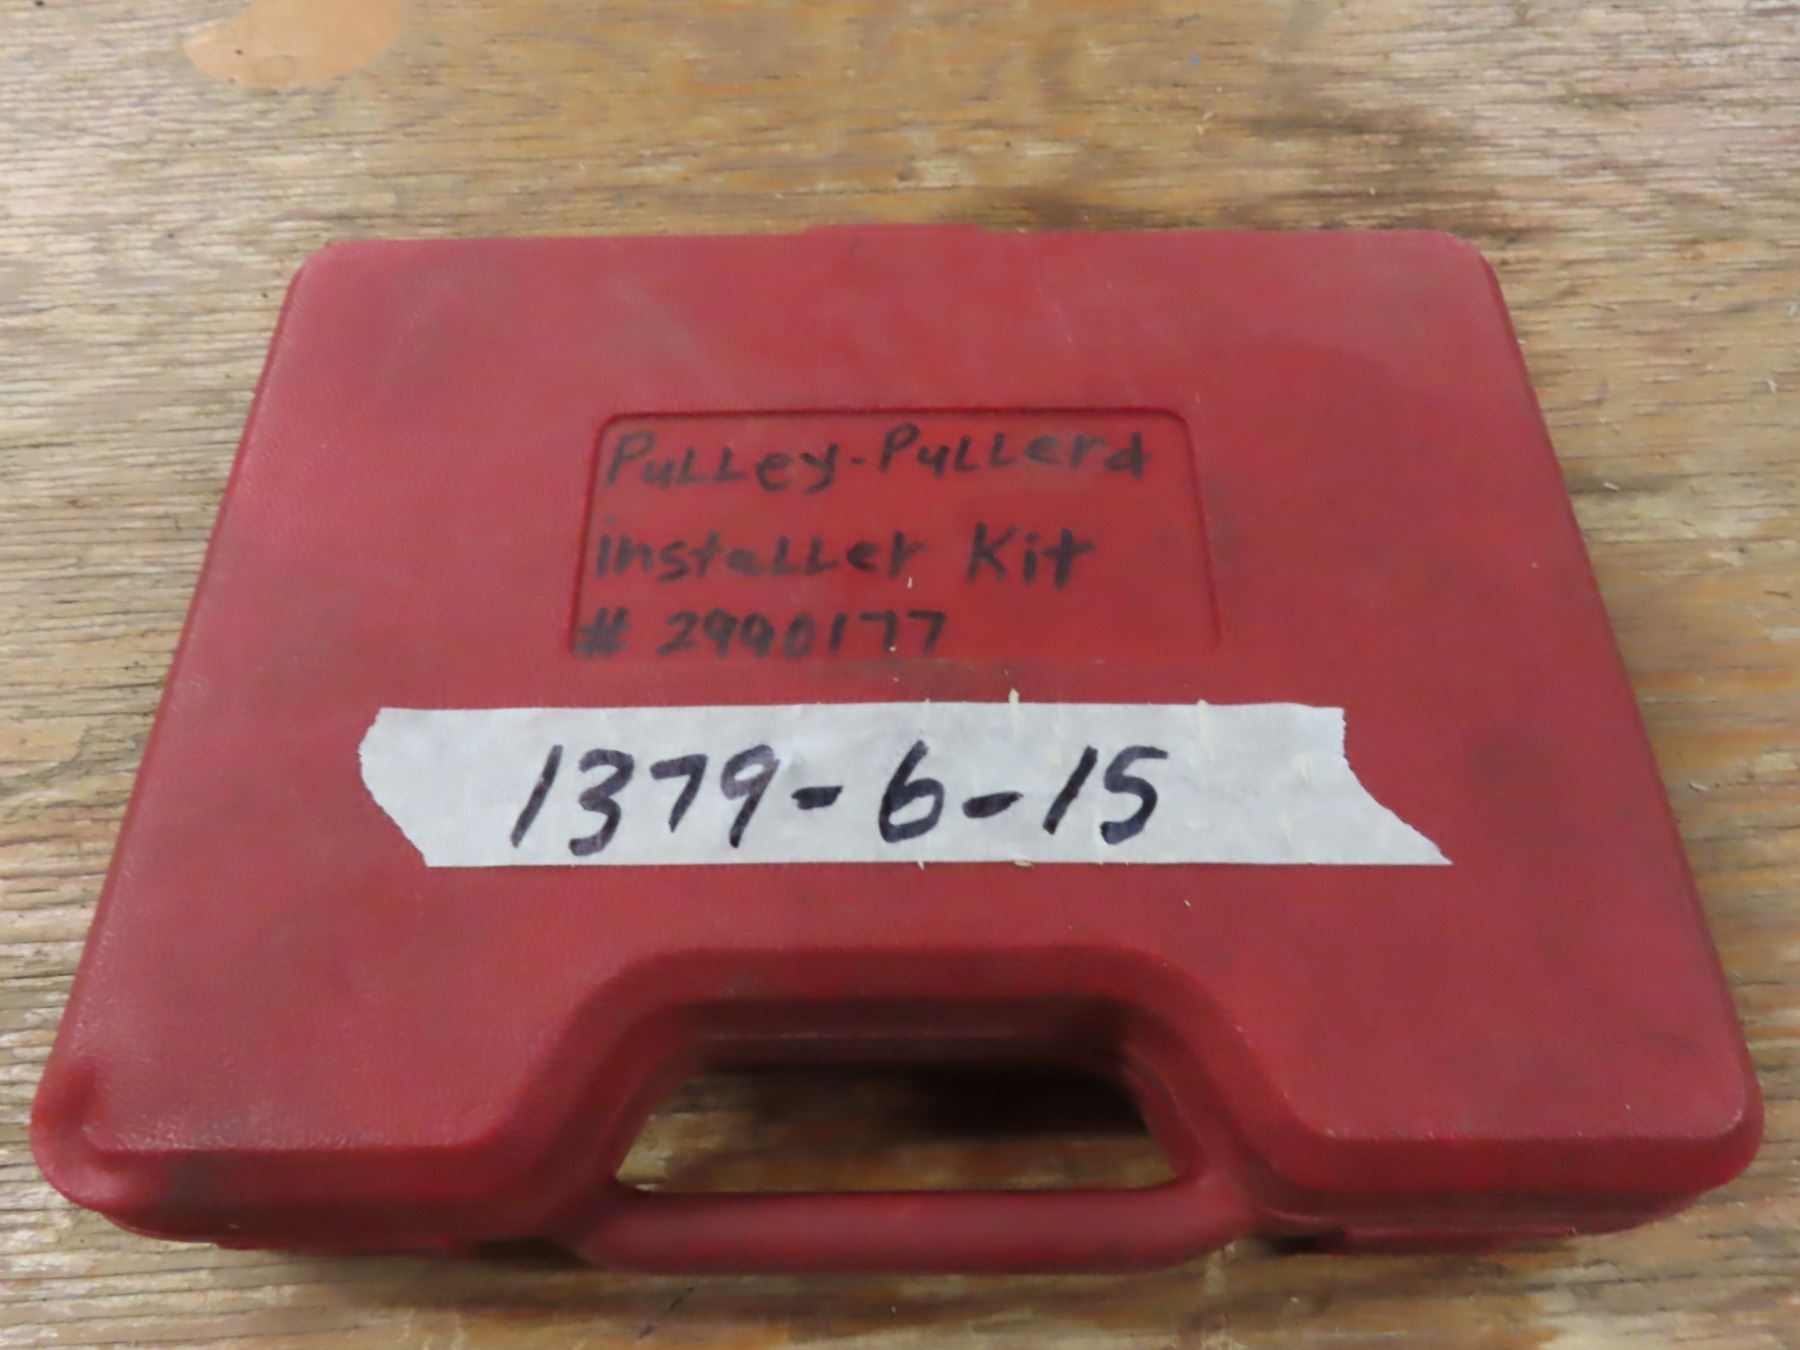 Pulley-Puller &
installer Kit
# 2990177
1379-6-15